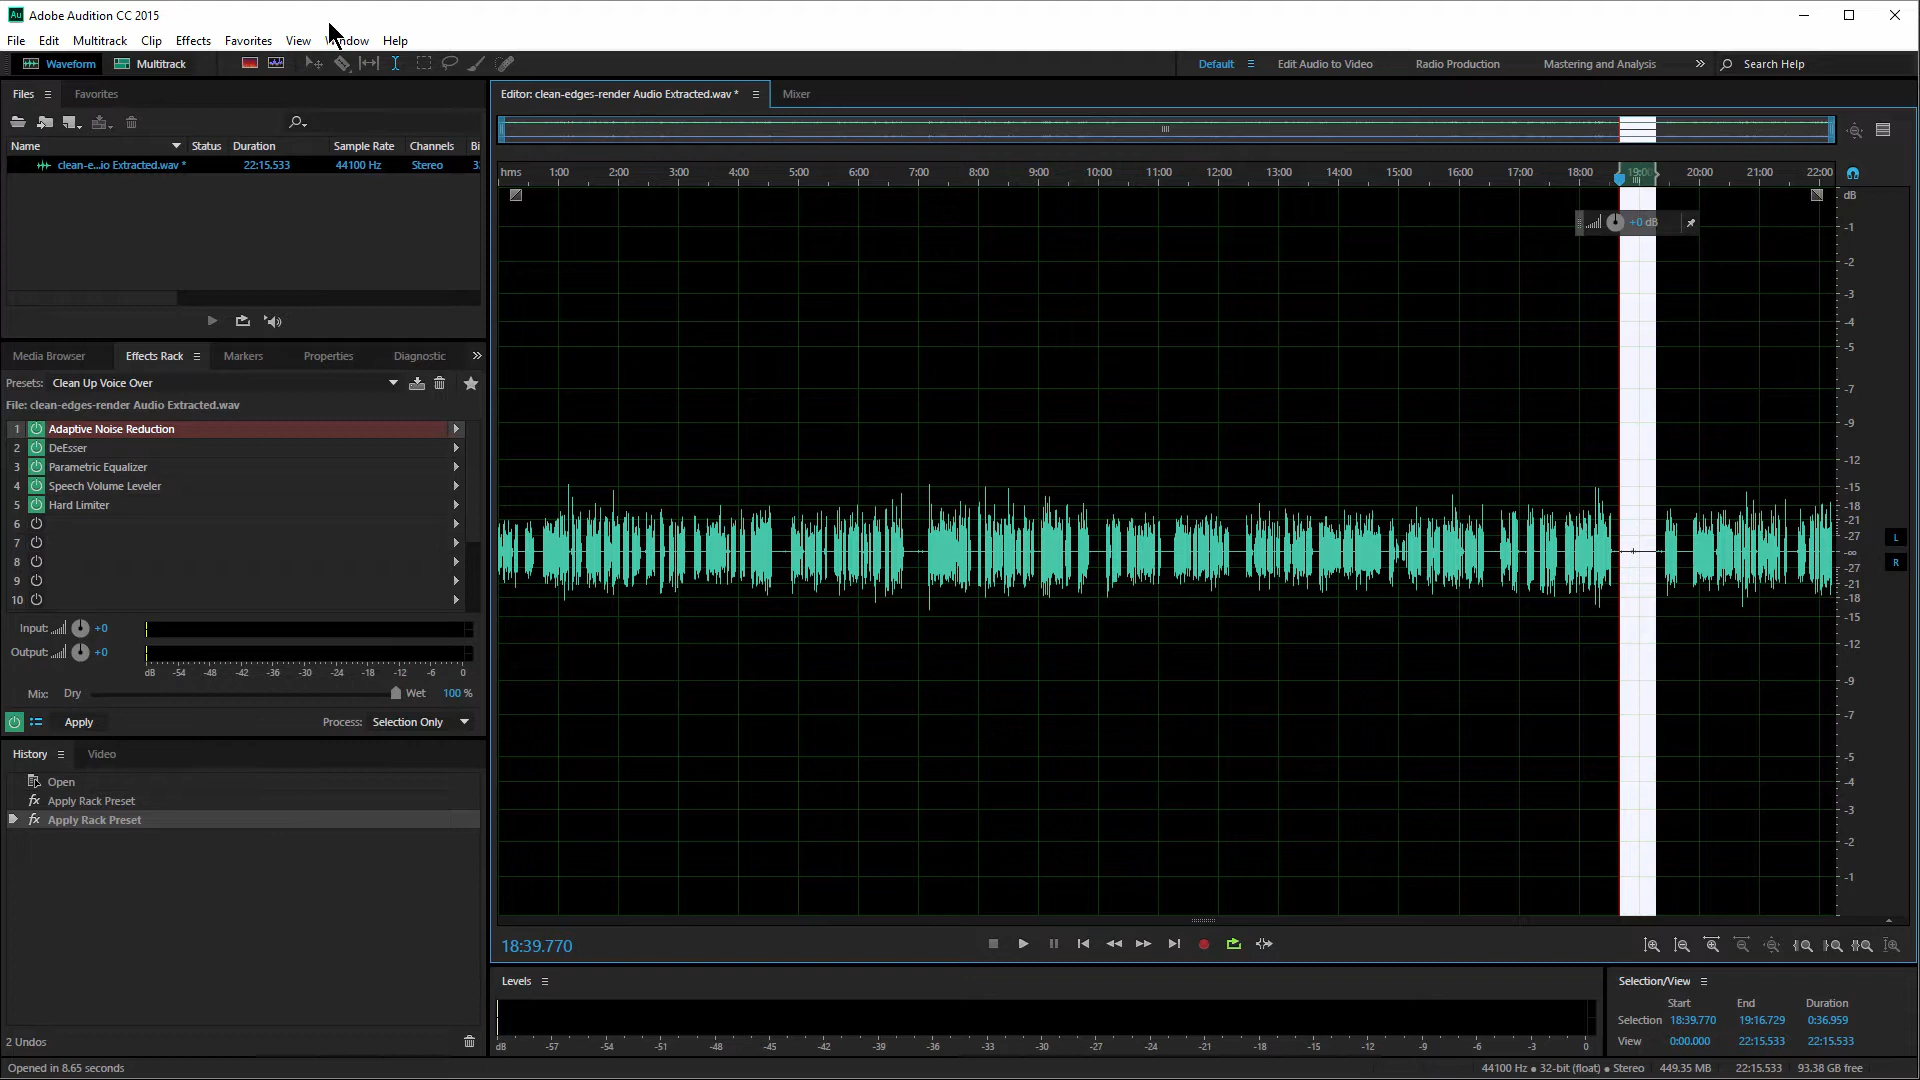 Adobe Audition CC 2015
File Edit Multitrack Clip Effects Favorites View Window Help
Waveform Multitrack Default Edit Audio to Video Radio Production Mastering and Analysis Search Help
Files Favorites
Name Status Duration Sample Rate Channels Bi
clean-e...io Extracted.wav * 22:15.533 44100 Hz Stereo 3
Media Browser Effects Rack Markers Properties Diagnostic
Presets: Clean Up Voice Over
File: clean-edges-render Audio Extracted.wav
1 Adaptive Noise Reduction
2 DeEsser
3 Parametric Equalizer
4 Speech Volume Leveler
5 Hard Limiter
6
7
8
9
10
Input: +0
Output: +0
dB -54 -48 -42 -36 -30 -24 -18 -12 -6 0
Mix: Dry Wet 100 %
Apply Process: Selection Only
History Video
Open
Apply Rack Preset
Apply Rack Preset
2 Undos
Opened in 8.65 seconds
Editor: clean-edges-render Audio Extracted.wav * Mixer
hms 1:00 2:00 3:00 4:00 5:00 6:00 7:00 8:00 9:00 10:00 11:00 12:00 13:00 14:00 15:00 16:00 17:00 18:00 19:00 20:00 21:00 22:00
+0 dB
dB
-1
-2
-3
-4
-5
-7
-9
-12
-15
-18
-21
-27
-∞
-27
-21
-18
-15
-12
-9
-7
-5
-4
-3
-2
-1
L
R
18:39.770
Levels
dB -57 -54 -51 -48 -45 -42 -39 -36 -33 -30 -27 -24 -21 -18 -15 -12 -9 -6 -3 0
Selection/View
Start End Duration
Selection 18:39.770 19:16.729 0:36.959
View 0:00.000 22:15.533 22:15.533
44100 Hz • 32-bit (float) • Stereo 449.35 MB 22:15.533 93.38 GB free